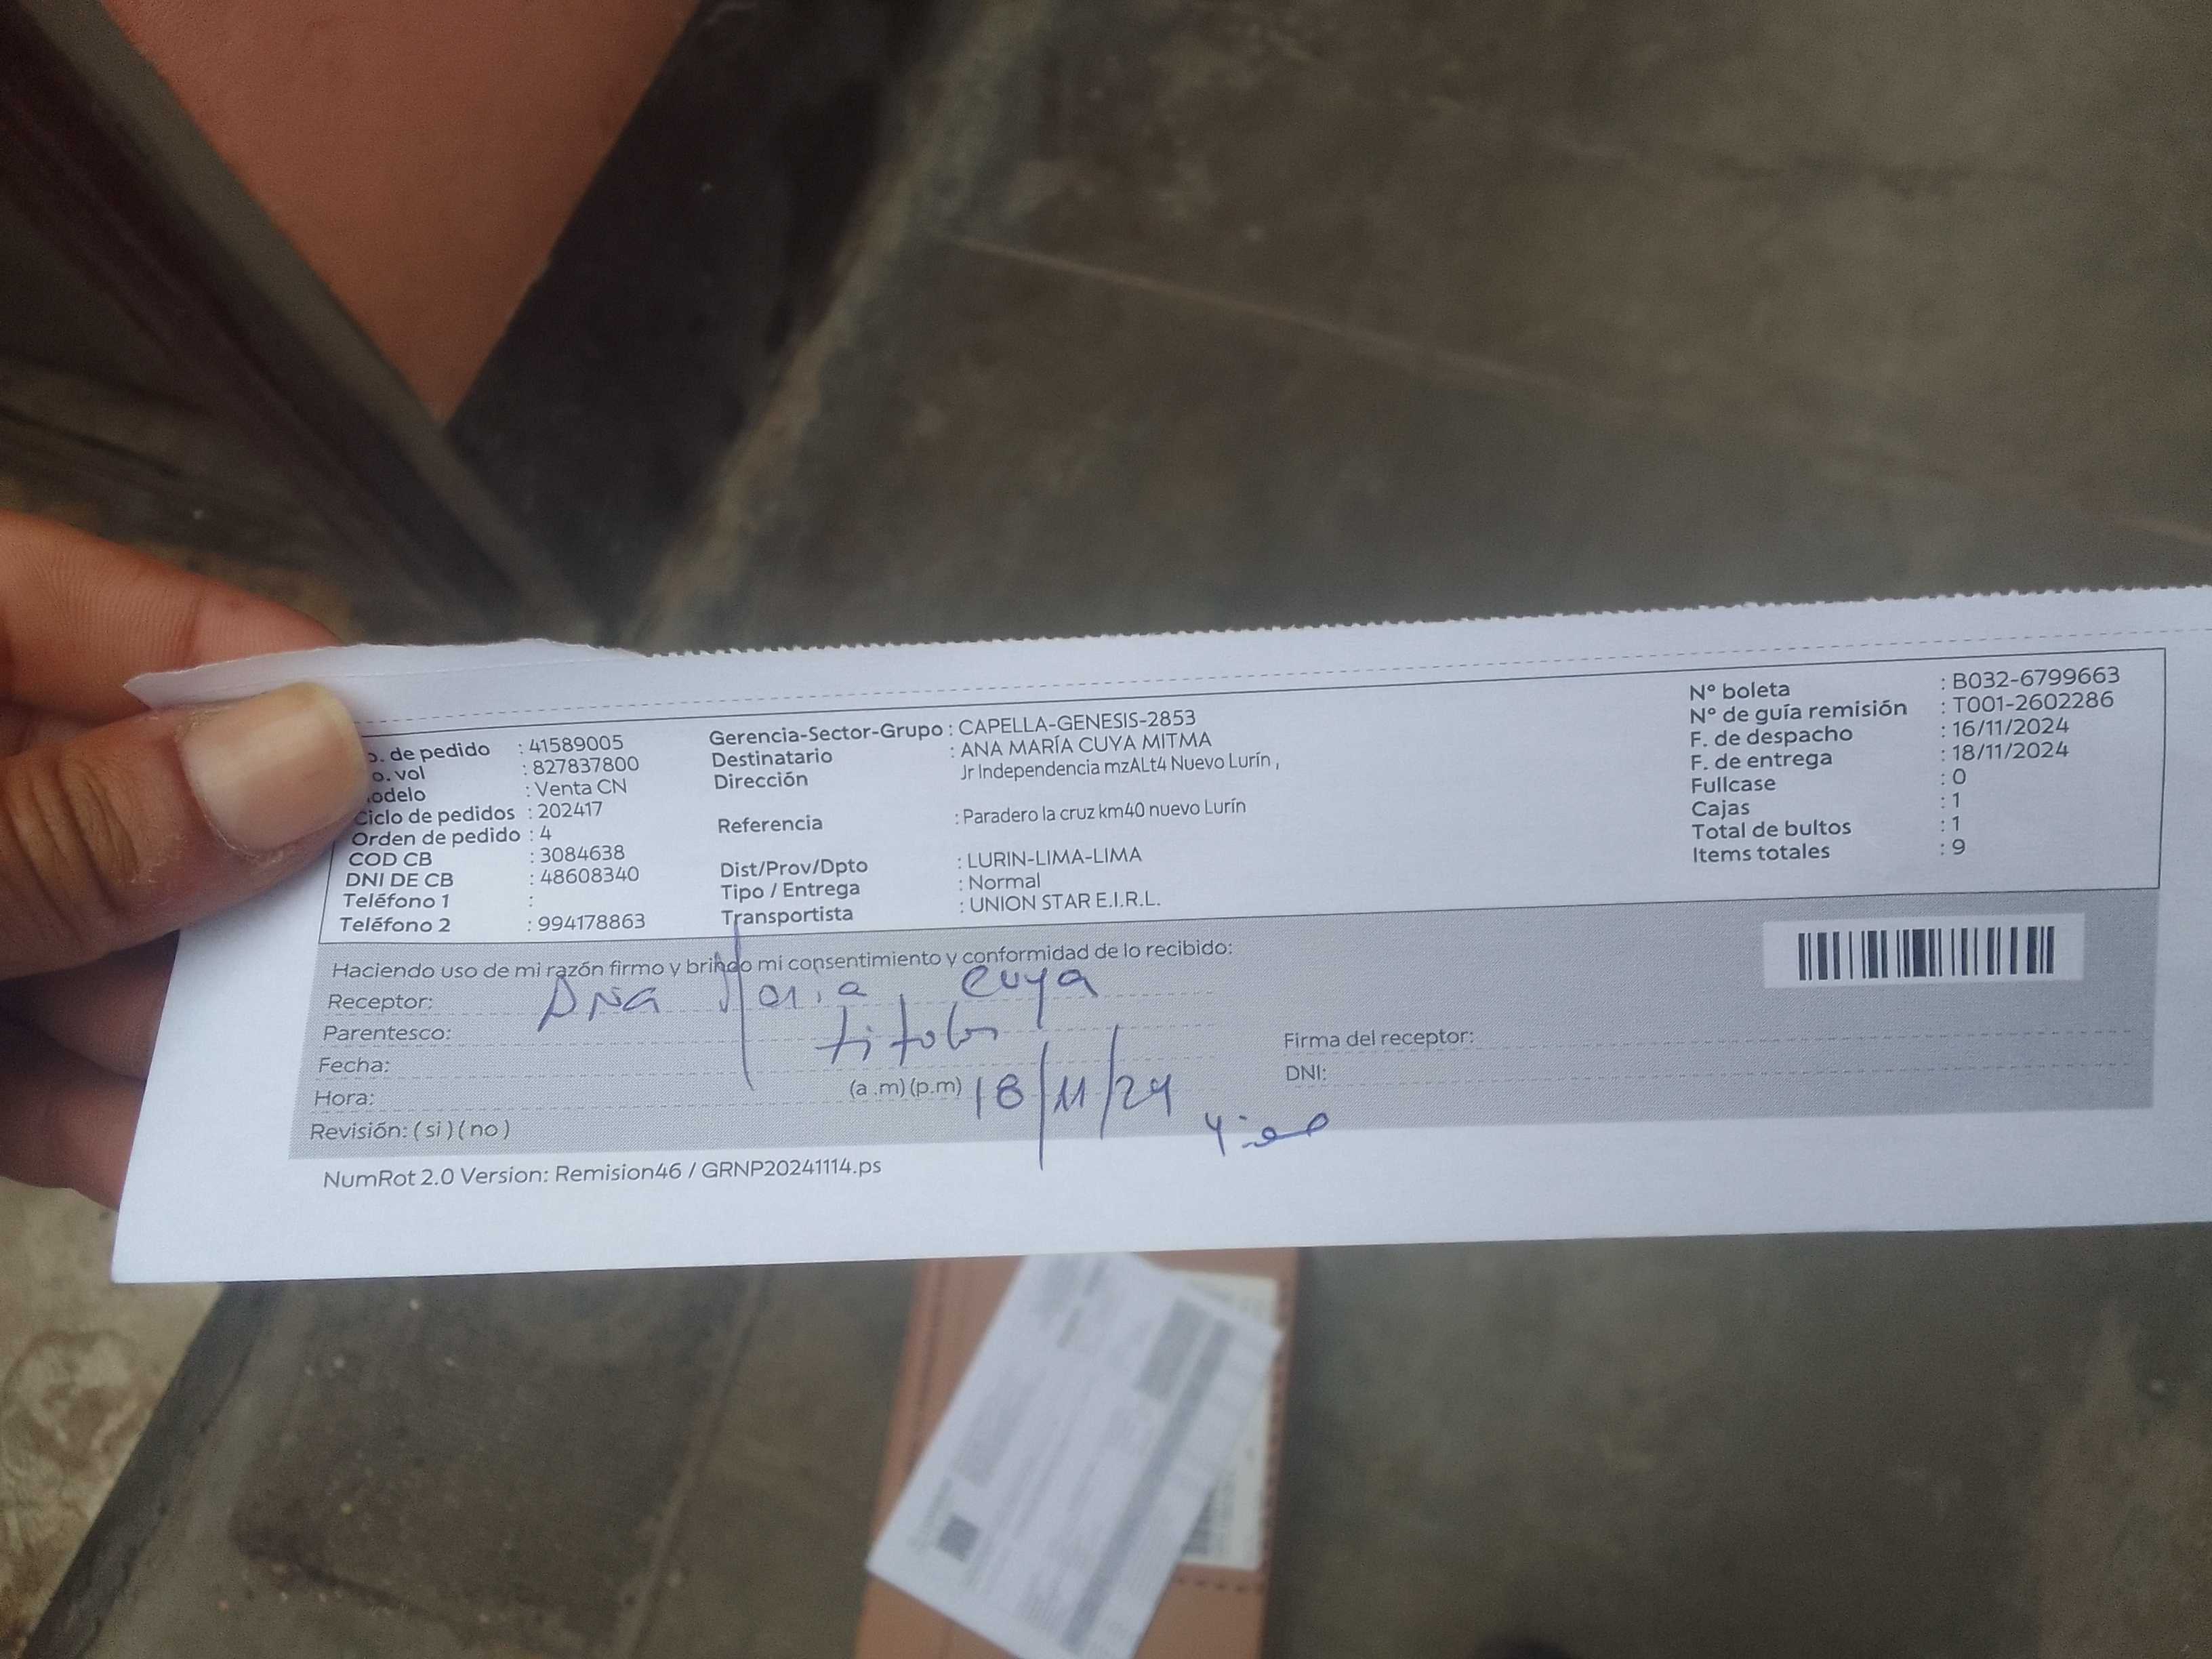 o. de pedido : 41589005
o. vol : 827837800
odelo : Venta CN
Ciclo de pedidos : 202417
Orden de pedido : 4
COD CB : 3084638
DNI DE CB : 48608340
Teléfono 1 :
Teléfono 2 : 994178863
Gerencia-Sector-Grupo : CAPELLA-GENESIS-2853
Destinatario : ANA MARÍA CUYA MITMA
Dirección Jr Independencia mzALt4 Nuevo Lurín ,
Referencia : Paradero la cruz km40 nuevo Lurín
Dist/Prov/Dpto : LURIN-LIMA-LIMA
Tipo / Entrega : Normal
Transportista : UNION STAR E.I.R.L.
N° boleta : B032-6799663
N° de guía remisión : T001-2602286
F. de despacho : 16/11/2024
F. de entrega : 18/11/2024
Fullcase : 0
Cajas : 1
Total de bultos : 1
Items totales : 9
Haciendo uso de mi razón firmo y brindo mi consentimiento y conformidad de lo recibido:
Receptor: Ana Maria Cuya
Parentesco: titular
Fecha:
Hora: (a .m) (p.m) 18/11/24
Revisión: ( si ) ( no )
Firma del receptor:
DNI:
NumRot 2.0 Version: Remision46 / GRNP20241114.ps